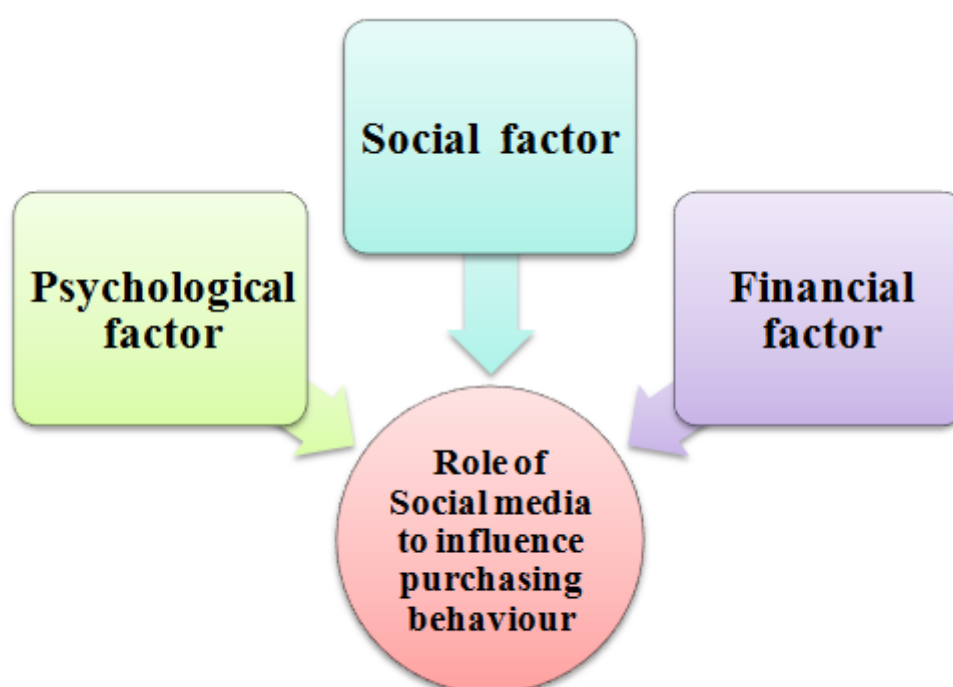 Social factor
Psychological
factor
Financial
factor
Role of
Social media
to influence
purchasing
behaviour